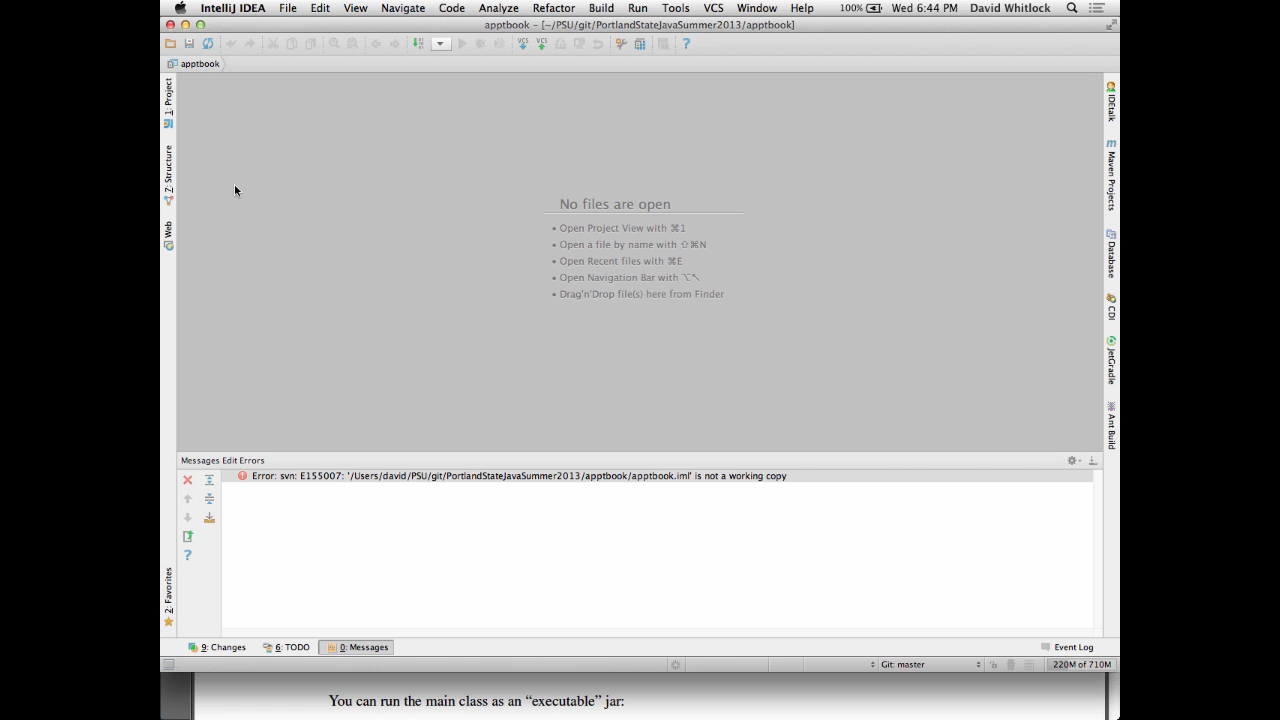 IntelliJ IDEA File Edit View Navigate Code Analyze Refactor Build Run Tools VCS Window Help 100% Wed 6:44 PM David Whitlock
apptbook – [~/PSU/git/PortlandStateJavaSummer2013/apptbook]
VCS VCS ?
apptbook
1: Project
7: Structure
Web
2: Favorites
No files are open
• Open Project View with ⌘1
• Open a file by name with ⇧⌘N
• Open Recent files with ⌘E
• Open Navigation Bar with ⌥↖
• Drag'n'Drop file(s) here from Finder
IDEtalk
m Maven Projects
Database
CDI
JetGradle
Ant Build
Messages Edit Errors
Error: svn: E155007: '/Users/david/PSU/git/PortlandStateJavaSummer2013/apptbook/apptbook.iml' is not a working copy
?
9: Changes 6: TODO 0: Messages Event Log
Git: master 220M of 710M
You can run the main class as an “executable” jar: